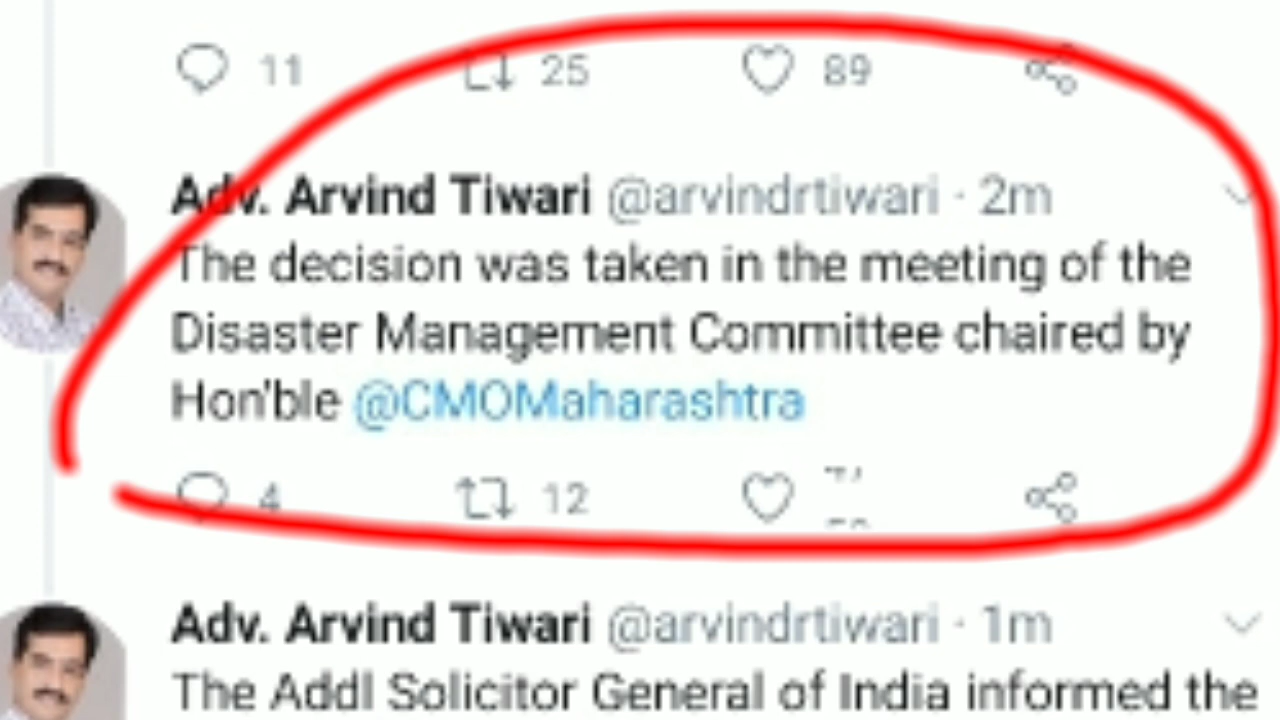 11 25 89
Adv. Arvind Tiwari @arvindrtiwari · 2m
The decision was taken in the meeting of the
Disaster Management Committee chaired by
Hon'ble @CMOMaharashtra
4 12
Adv. Arvind Tiwari @arvindrtiwari · 1m
The Addl Solicitor General of India informed the